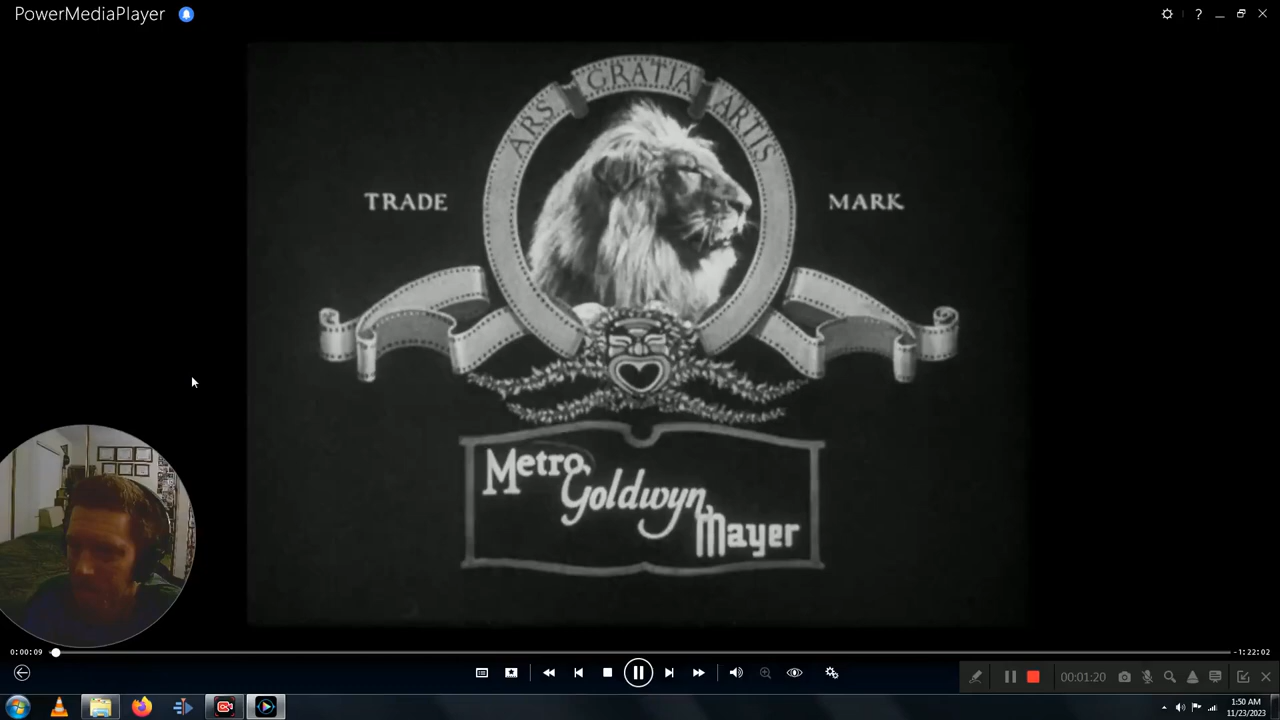 PowerMediaPlayer
?
ARS GRATIA ARTIS
TRADE MARK
Metro
Goldwyn
Mayer
0:00:09
-1:22:02
00:01:20
1:50 AM
11/23/2023